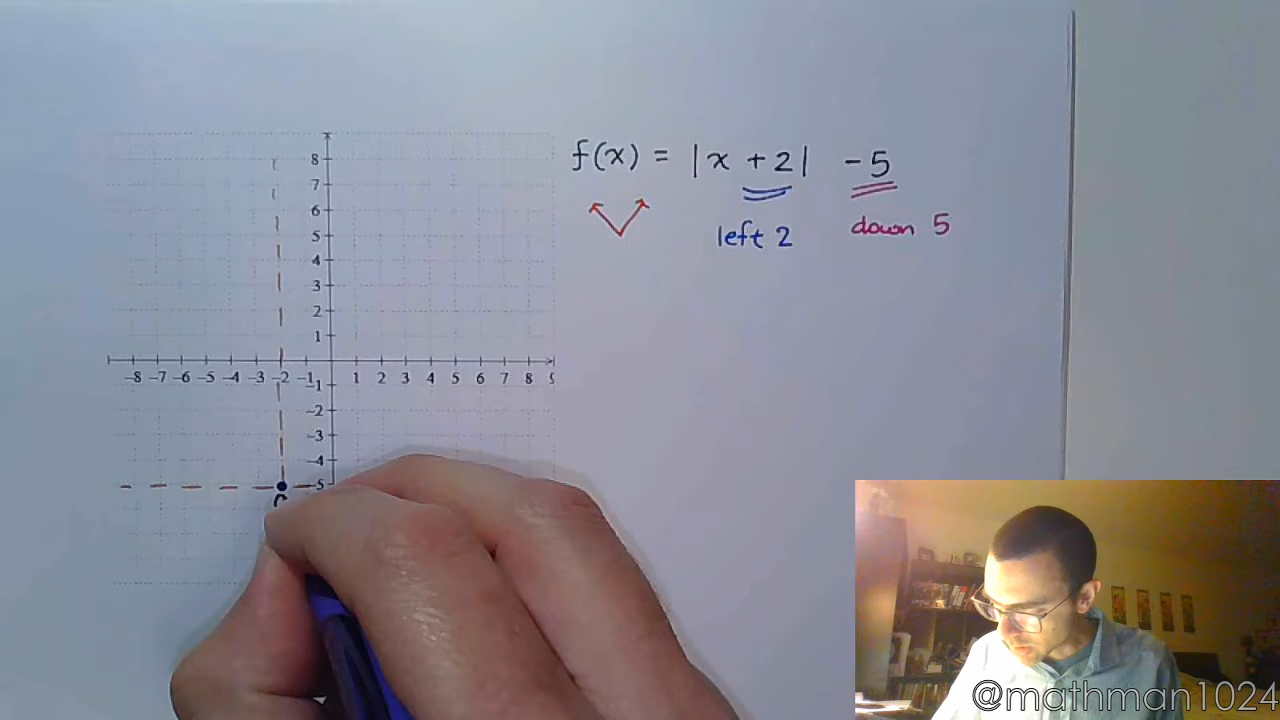 f(x) = |x + 2| -5
left 2
down 5
8
7
6
5
4
3
2
1
-8 -7 -6 -5 -4 -3 -2 -1 1 2 3 4 5 6 7 8
-1
-2
-3
-4
-5
@mathman1024